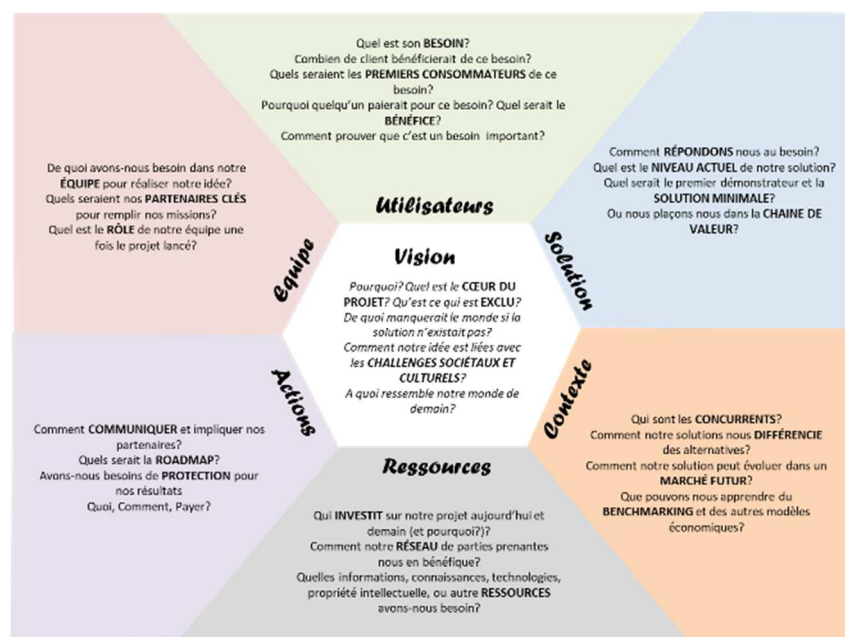 Quel est son BESOIN?
Combien de client bénéficierait de ce besoin?
Quels seraient les PREMIERS CONSOMMATEURS de ce
besoin?
Pourquoi quelqu'un paierait pour ce besoin? Quel serait le
BÉNÉFICE?
Comment prouver que c'est un besoin important?
Utilisateurs
De quoi avons-nous besoin dans notre
ÉQUIPE pour réaliser notre idée?
Quels seraient nos PARTENAIRES CLÉS
pour remplir nos missions?
Quel est le RÔLE de notre équipe une
fois le projet lancé?
Equipe
Comment RÉPONDONS nous au besoin?
Quel est le NIVEAU ACTUEL de notre solution?
Quel serait le premier démonstrateur et la
SOLUTION MINIMALE?
Ou nous plaçons nous dans la CHAINE DE
VALEUR?
Solution
Vision
Pourquoi? Quel est le CŒUR DU
PROJET? Qu'est ce qui est EXCLU?
De quoi manquerait le monde si la
solution n'existait pas?
Comment notre idée est liées avec
les CHALLENGES SOCIÉTAUX ET
CULTURELS?
A quoi ressemble notre monde de
demain?
Actions
Comment COMMUNIQUER et impliquer nos
partenaires?
Quels serait la ROADMAP?
Avons-nous besoins de PROTECTION pour
nos résultats
Quoi, Comment, Payer?
Contexte
Qui sont les CONCURRENTS?
Comment notre solutions nous DIFFÉRENCIE
des alternatives?
Comment notre solution peut évoluer dans un
MARCHÉ FUTUR?
Que pouvons nous apprendre du
BENCHMARKING et des autres modèles
économiques?
Ressources
Qui INVESTIT sur notre projet aujourd'hui et
demain (et pourquoi?)?
Comment notre RÉSEAU de parties prenantes
nous en bénéfique?
Quelles informations, connaissances, technologies,
propriété intellectuelle, ou autre RESSOURCES
avons-nous besoin?